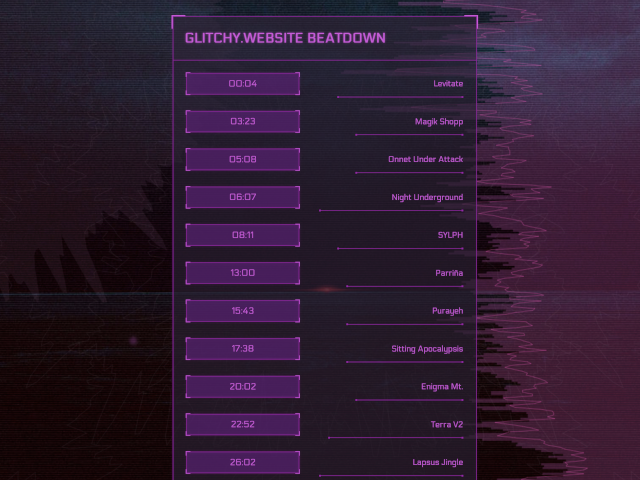 GLITCHY.WEBSITE BEATDOWN
00:04 Levitate
03:23 Magik Shopp
05:08 Onnet Under Attack
06:07 Night Underground
08:11 SYLPH
13:00 Parriña
15:43 Purayeh
17:38 Sitting Apocalypsis
20:02 Enigma Mt.
22:52 Terra V2
26:02 Lapsus Jingle